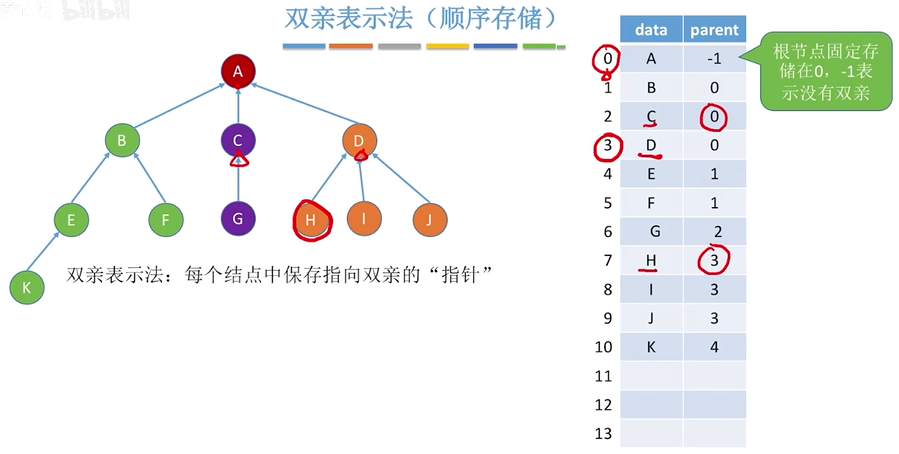 bilibili
双亲表示法（顺序存储）
data parent
0 A -1
1 B 0
2 C 0
3 D 0
4 E 1
5 F 1
6 G 2
7 H 3
8 I 3
9 J 3
10 K 4
11
12
13
根节点固定存
储在0，-1表
示没有双亲
A
B C D
E F G H I J
K
双亲表示法：每个结点中保存指向双亲的“指针”